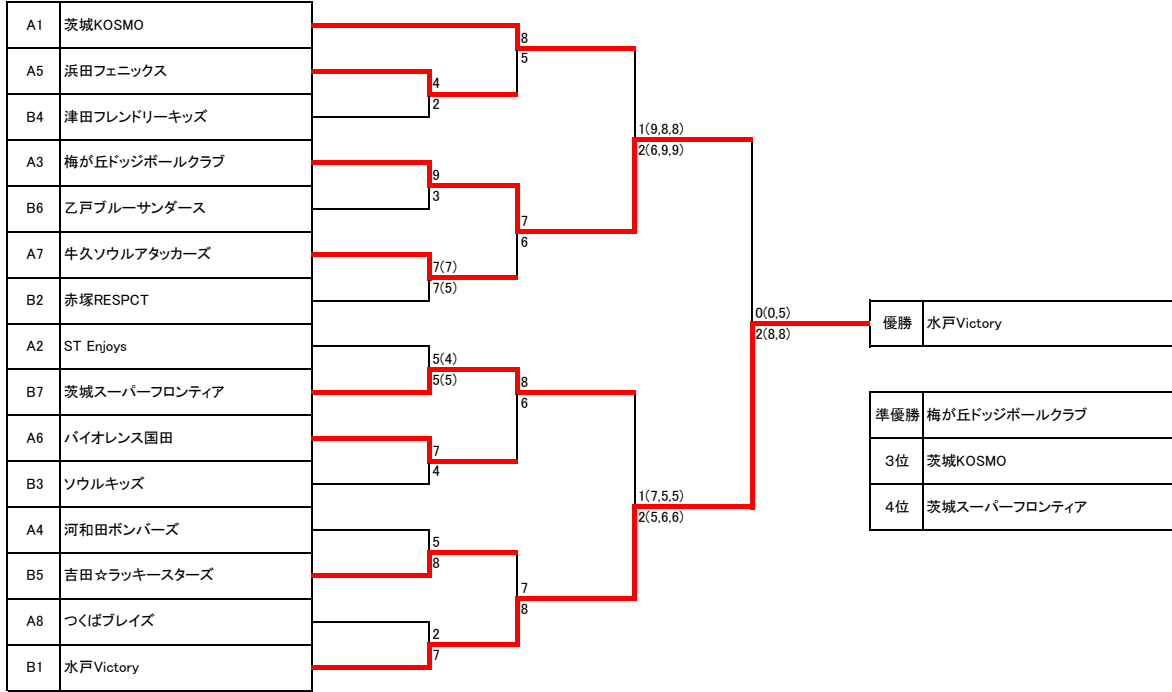 A1 茨城KOSMO
A5 浜田フェニックス
B4 津田フレンドリーキッズ
A3 梅が丘ドッジボールクラブ
B6 乙戸ブルーサンダース
A7 牛久ソウルアタッカーズ
B2 赤塚RESPCT
A2 ST Enjoys
B7 茨城スーパーフロンティア
A6 バイオレンス国田
B3 ソウルキッズ
A4 河和田ボンバーズ
B5 吉田☆ラッキースターズ
A8 つくばブレイズ
B1 水戸Victory
4
2
9
3
7(7)
7(5)
5(4)
5(5)
7
4
5
8
2
7
8
5
7
6
8
6
7
8
1(9,8,8)
2(6,9,9)
1(7,5,5)
2(5,6,6)
0(0,5)
2(8,8)
優勝 水戸Victory
準優勝 梅が丘ドッジボールクラブ
3位 茨城KOSMO
4位 茨城スーパーフロンティア